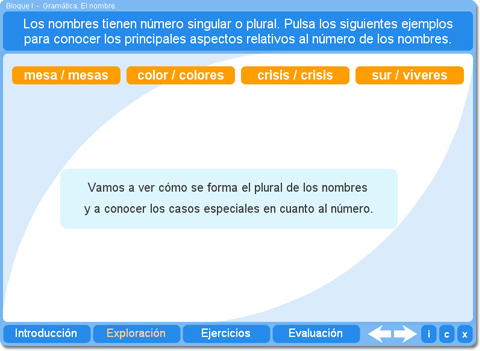 Bloque I - Gramática. El nombre.
Los nombres tienen número singular o plural. Pulsa los siguientes ejemplos
para conocer los principales aspectos relativos al número de los nombres.
mesa / mesas color / colores crisis / crisis sur / víveres
Vamos a ver cómo se forma el plural de los nombres
y a conocer los casos especiales en cuanto al número.
Introducción Exploración Ejercicios Evaluación i c x